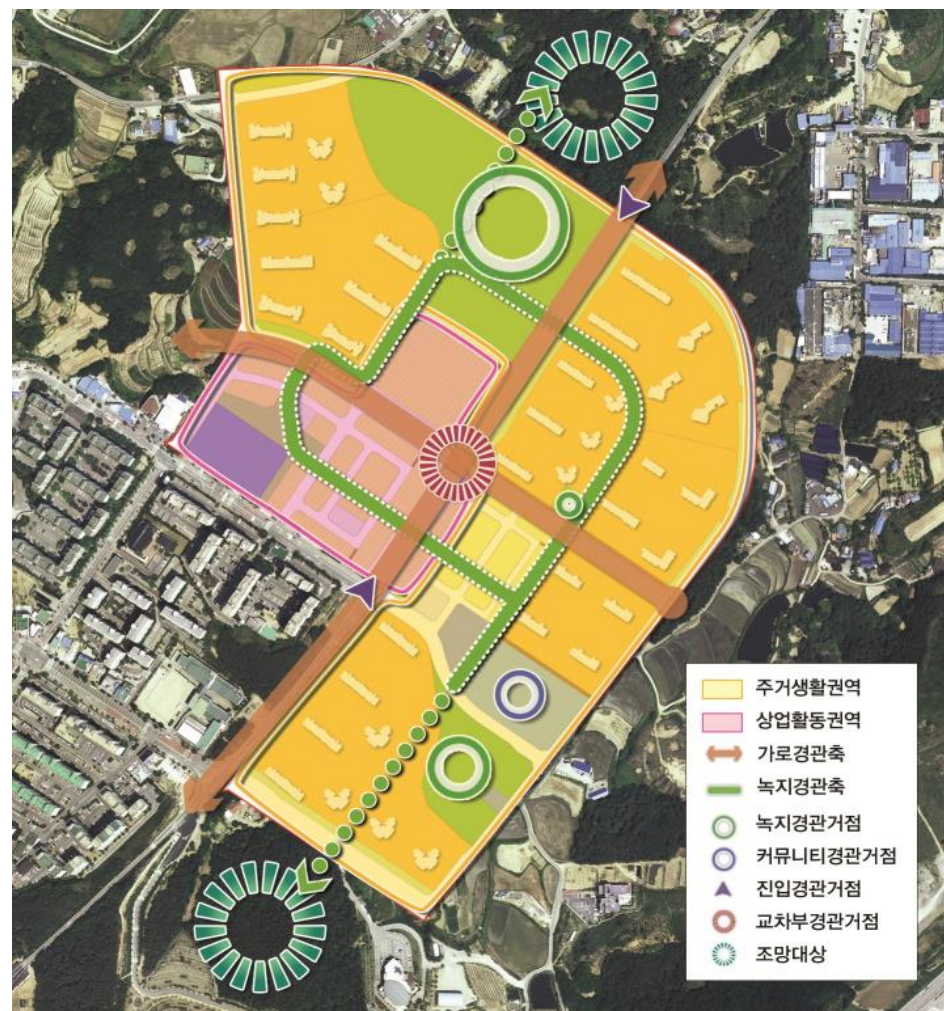 주거생활권역
상업활동권역
가로경관축
녹지경관축
녹지경관거점
커뮤니티경관거점
진입경관거점
교차부경관거점
조망대상